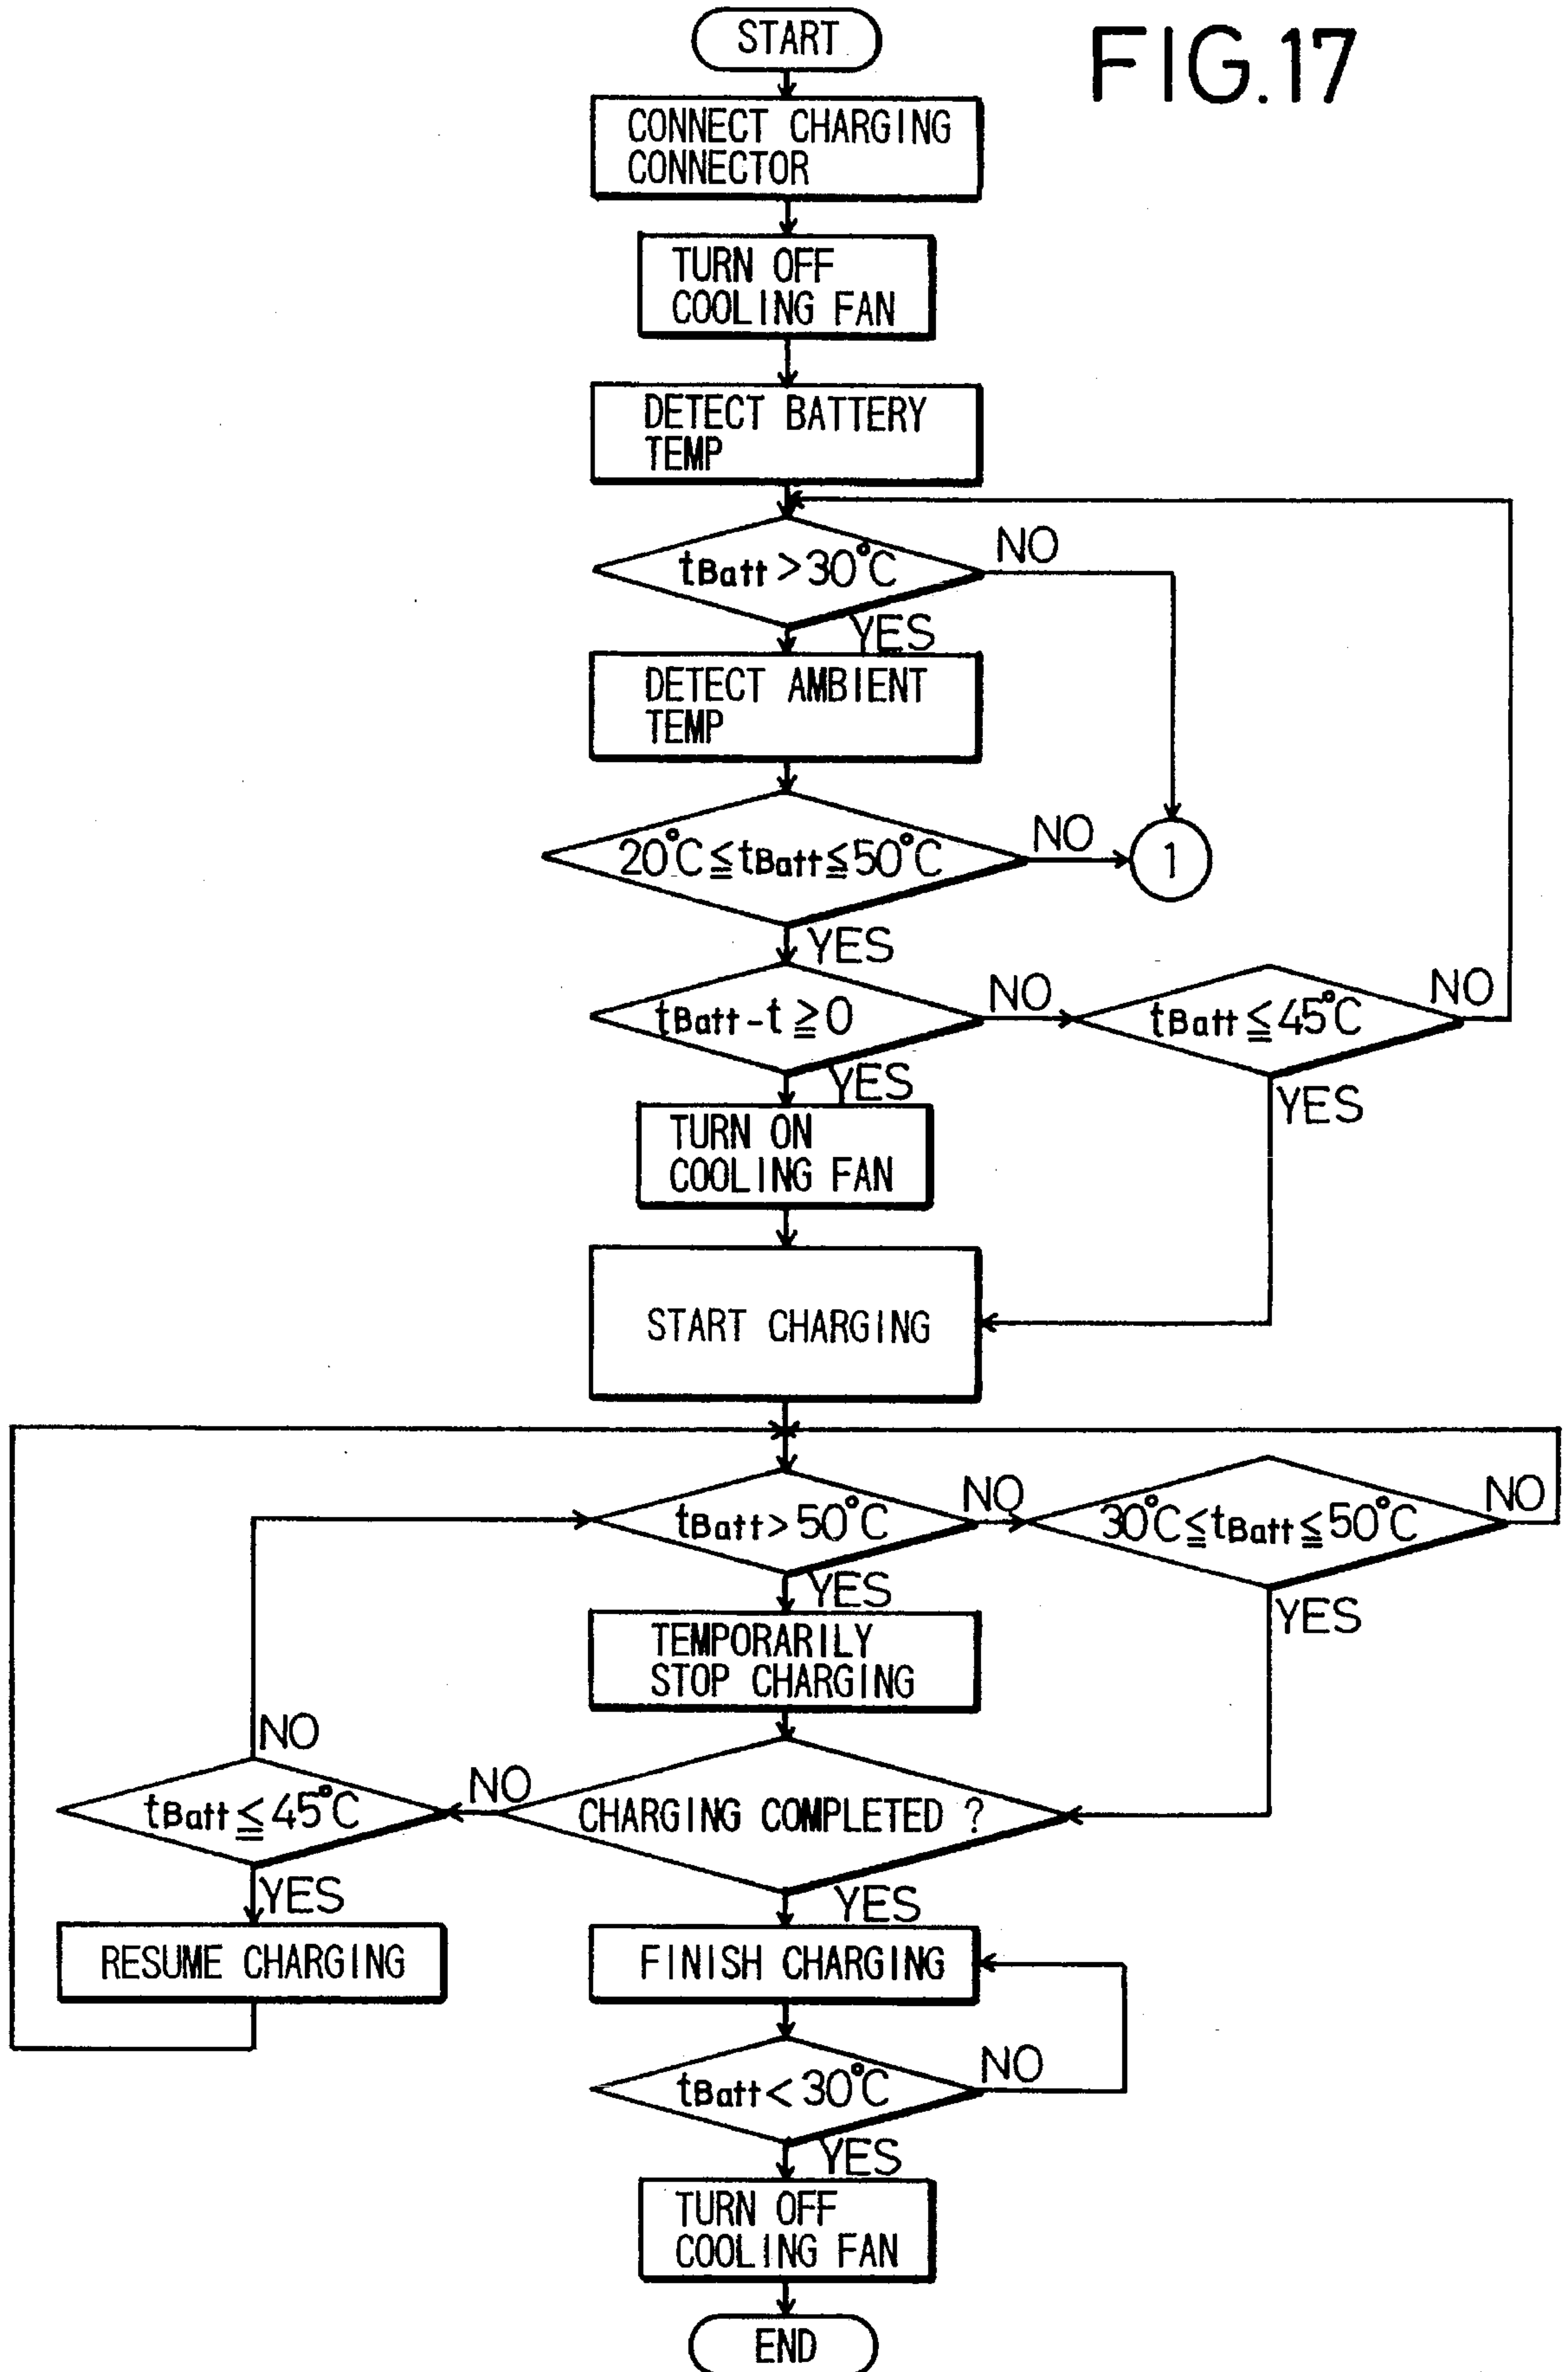 START
FIG.17
CONNECT CHARGING
CONNECTOR
TURN OFF
COOLING FAN
DETECT BATTERY
TEMP
tBatt > 30°C
NO
YES
DETECT AMBIENT
TEMP
20°C ≦ tBatt ≦ 50°C
NO
1
YES
tBatt - t ≧ 0
NO
tBatt ≦ 45°C
NO
YES
YES
TURN ON
COOLING FAN
START CHARGING
tBatt > 50°C
NO
30°C ≦ tBatt ≦ 50°C
NO
YES
YES
TEMPORARILY
STOP CHARGING
NO
tBatt ≦ 45°C
NO
CHARGING COMPLETED ?
YES
YES
RESUME CHARGING
FINISH CHARGING
tBatt < 30°C
NO
YES
TURN OFF
COOLING FAN
END